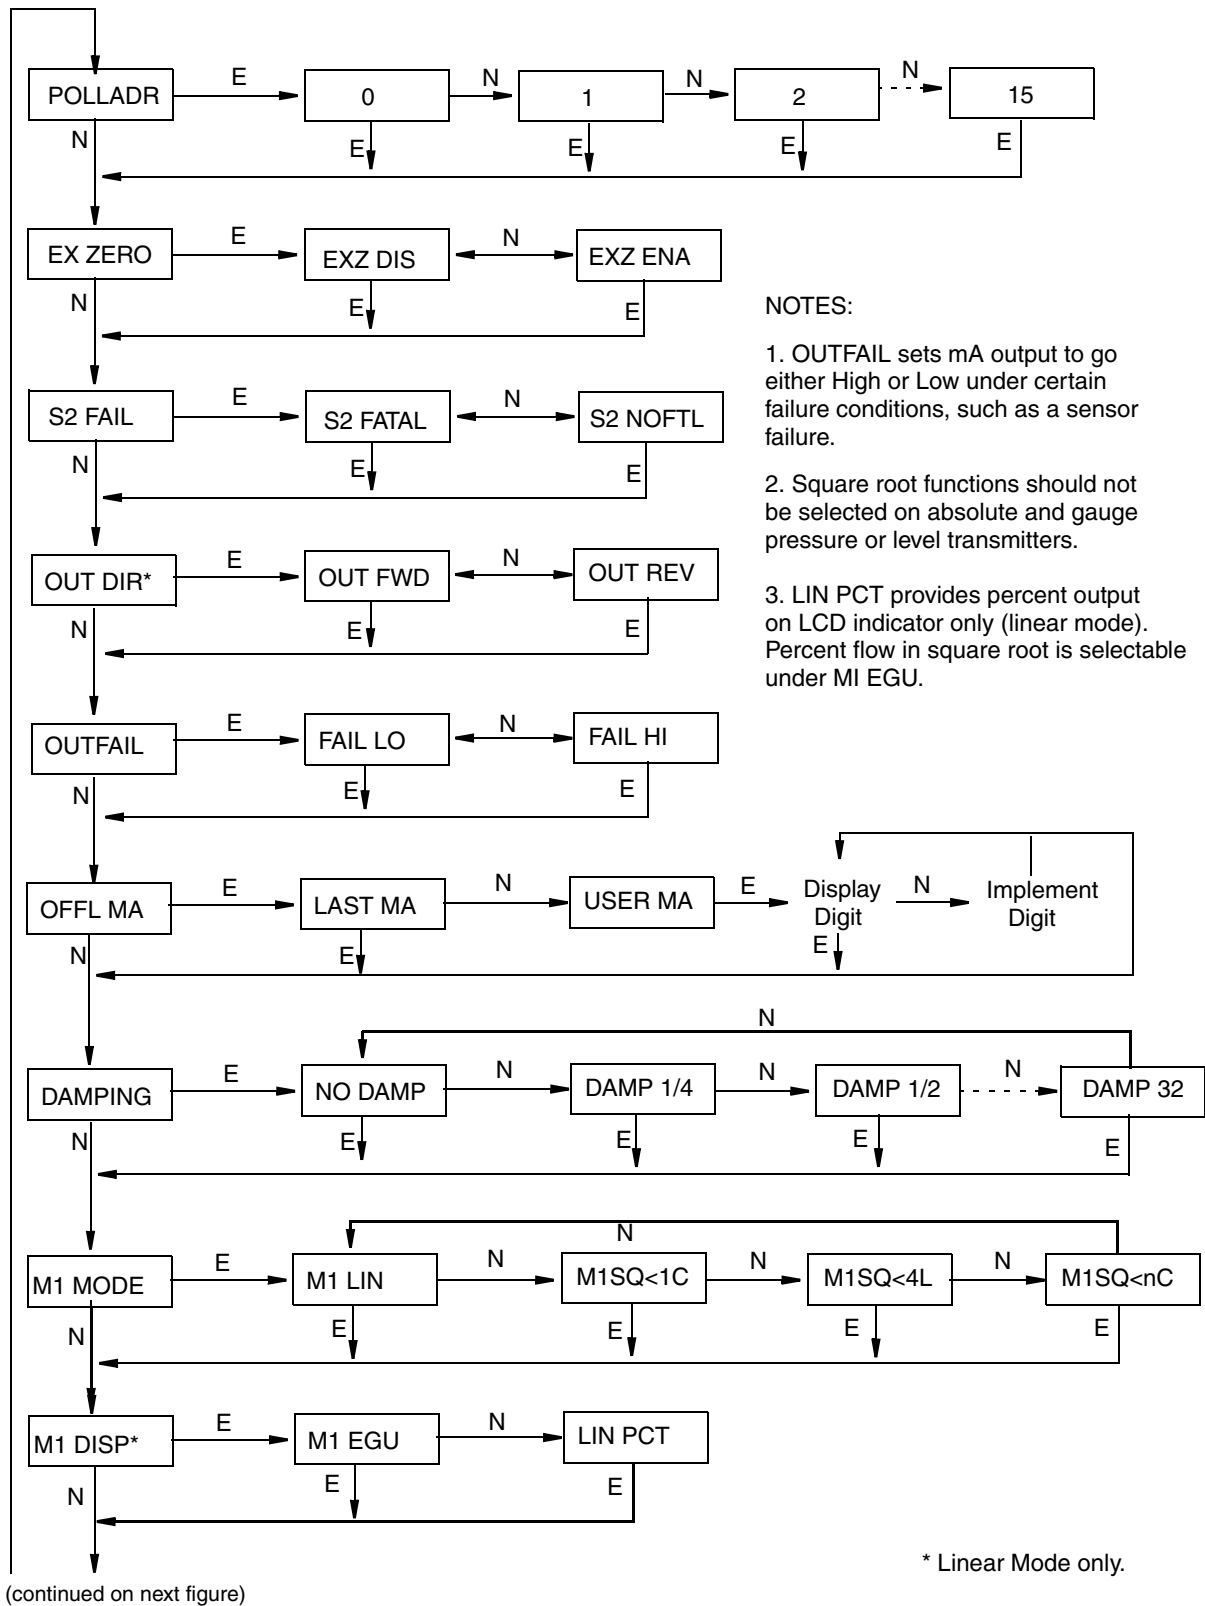 POLLADR
E
0
N
1
N
2
N
15
N
E
E
E
E
EX ZERO
E
EXZ DIS
N
EXZ ENA
N
E
E
NOTES:
1. OUTFAIL sets mA output to go
either High or Low under certain
failure conditions, such as a sensor
failure.
2. Square root functions should not
be selected on absolute and gauge
pressure or level transmitters.
3. LIN PCT provides percent output
on LCD indicator only (linear mode).
Percent flow in square root is selectable
under MI EGU.
S2 FAIL
E
S2 FATAL
N
S2 NOFTL
N
E
E
OUT DIR*
E
OUT FWD
N
OUT REV
N
E
E
OUTFAIL
E
FAIL LO
N
FAIL HI
N
E
E
OFFL MA
E
LAST MA
N
USER MA
E
Display
Digit
N
Implement
Digit
N
E
E
N
DAMPING
E
NO DAMP
N
DAMP 1/4
N
DAMP 1/2
N
DAMP 32
N
E
E
E
E
N
M1 MODE
E
M1 LIN
N
M1SQ<1C
N
M1SQ<4L
N
M1SQ<nC
N
E
E
E
E
M1 DISP*
E
M1 EGU
N
LIN PCT
N
E
E
* Linear Mode only.
(continued on next figure)